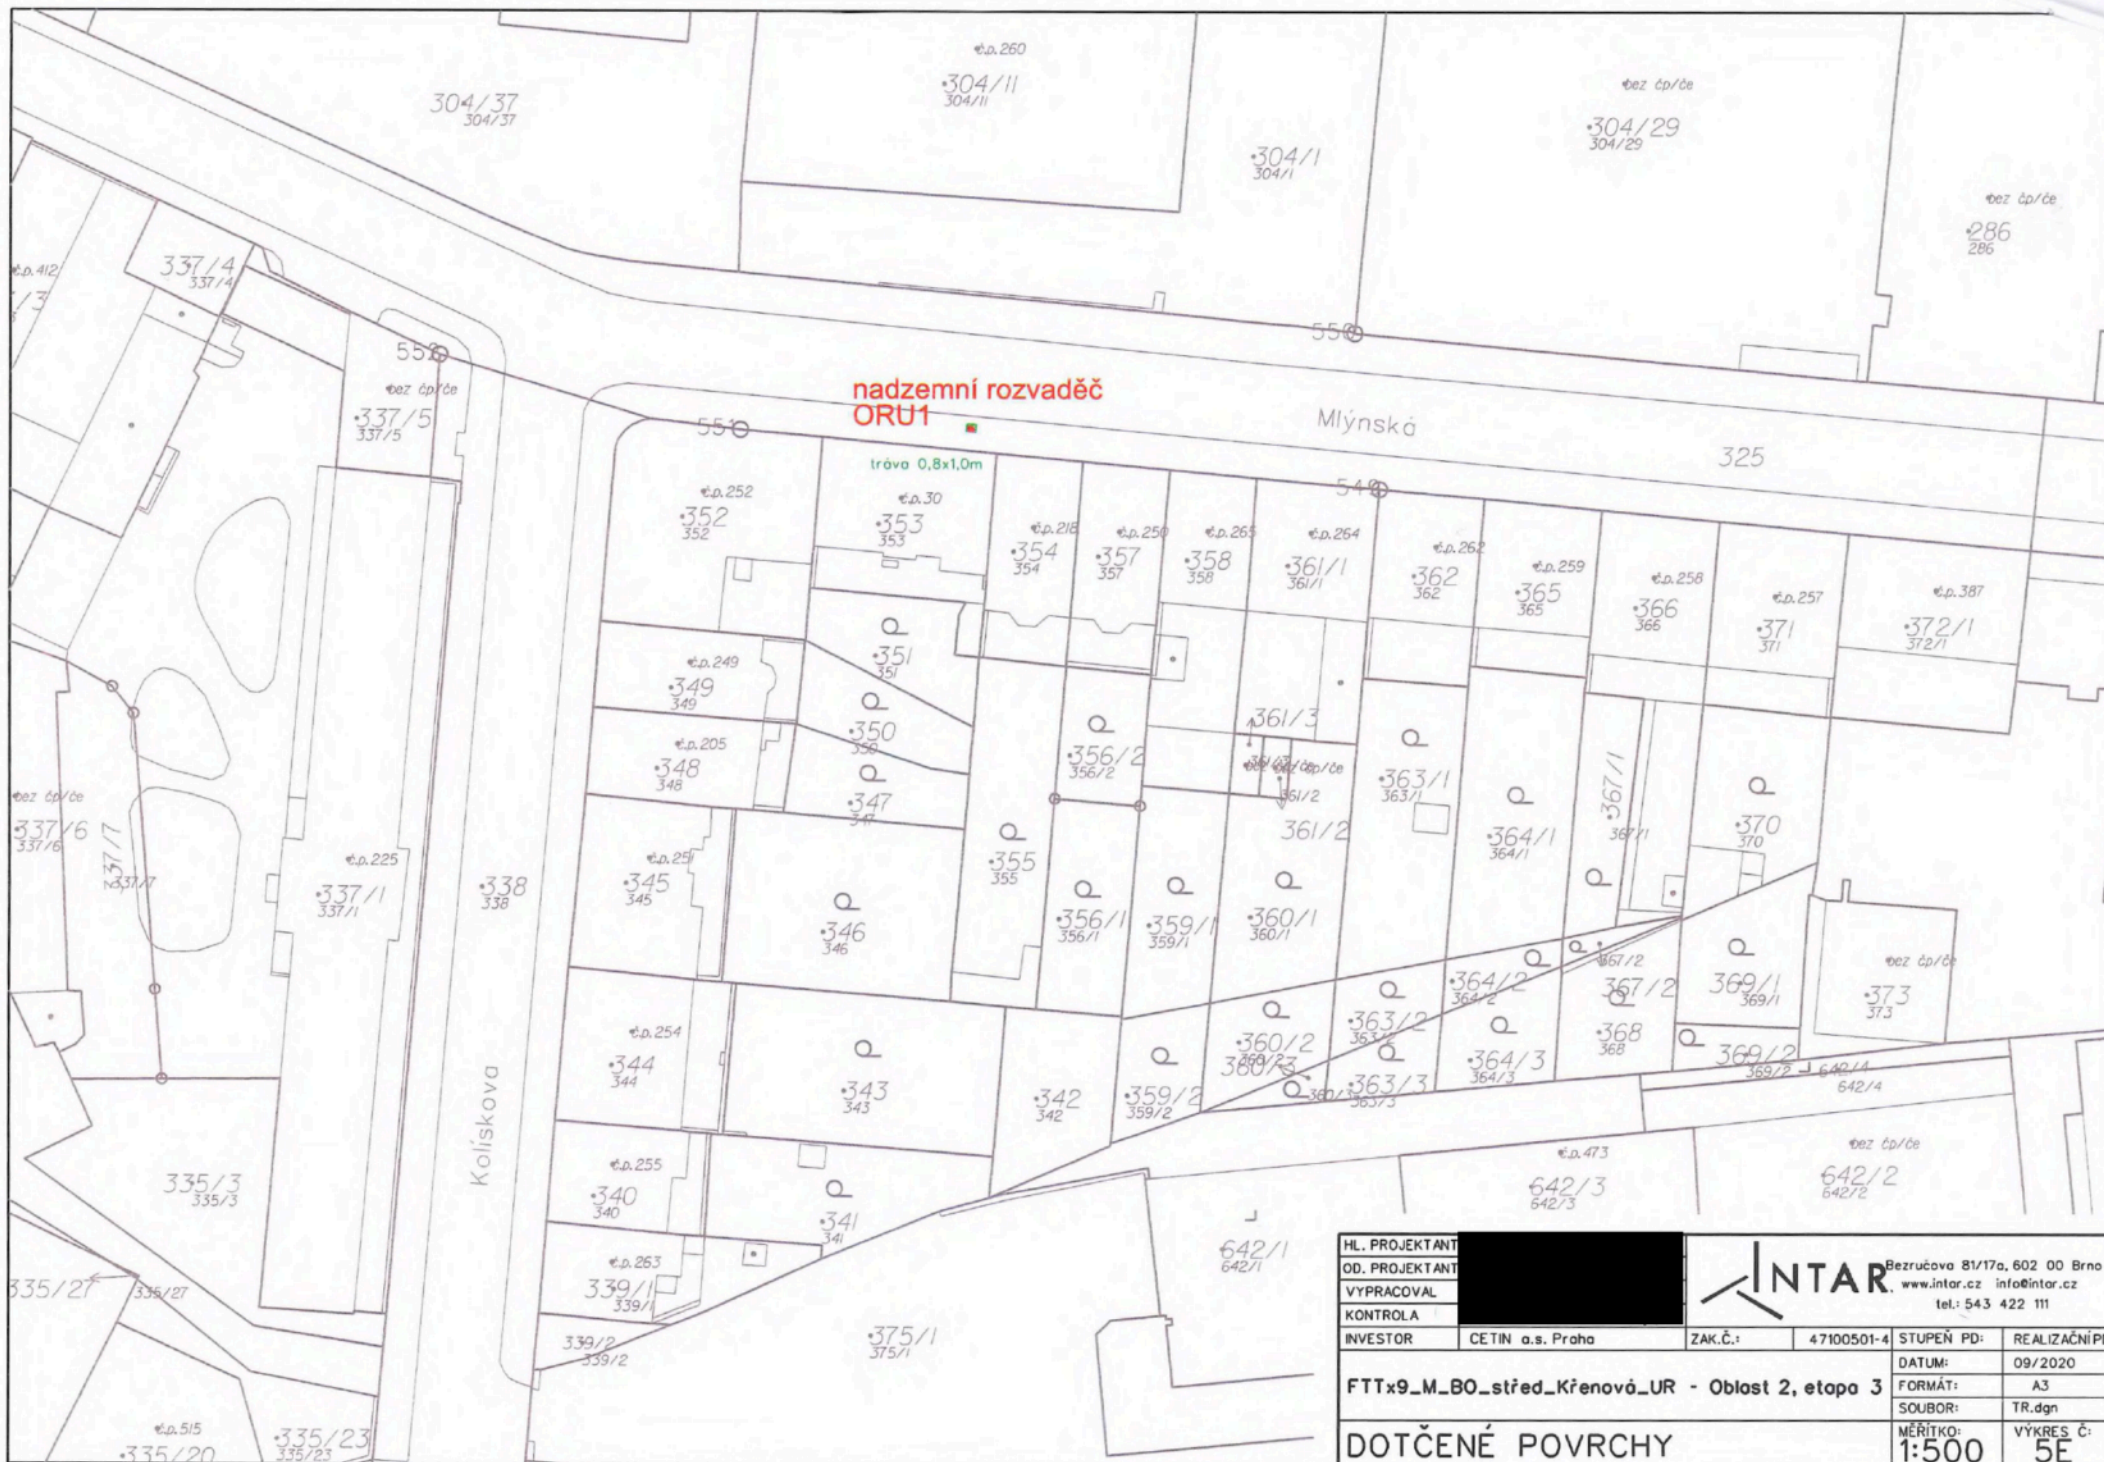 č.p.260
304/37
304/37
304/11
304/11
bez čp/če
304/29
304/29
304/1
304/1
bez čp/če
286
286
č.p.412
337/4
337/4
552
bez čp/če
337/5
337/5
550
nadzemní rozvaděč
ORU1
551
Mlýnská
325
tráva 0,8x1,0m
549
č.p.252
352
352
č.p.30
353
353
č.p.218
354
354
č.p.250
357
357
č.p.265
358
358
č.p.264
361/1
361/1
č.p.262
362
362
č.p.259
365
365
č.p.258
366
366
č.p.257
371
371
č.p.387
372/1
372/1
351
351
č.p.249
349
349
350
350
361/3
č.p.205
348
348
356/2
356/2
361/2
363/1
363/1
367/1
367/1
347
347
bez čp/če
337/6
337/6
337/7
337/7
361/2
364/1
364/1
370
370
č.p.225
337/1
337/1
338
338
č.p.251
345
345
355
355
346
346
356/1
356/1
359/1
359/1
360/1
360/1
367/2
367/2
364/2
364/2
369/1
369/1
bez čp/če
373
373
č.p.254
344
344
363/2
363/2
360/2
360/2
360/3
360/3
368
368
364/3
364/3
363/3
363/3
369/2
369/2
642/4
642/4
343
343
342
342
359/2
359/2
Kolískova
č.p.255
340
340
335/3
335/3
č.p.473
642/3
642/3
bez čp/če
642/2
642/2
341
341
642/1
642/1
č.p.263
339/1
339/1
335/27
335/27
339/2
339/2
375/1
375/1
č.p.515
335/20
335/23
335/23
HL. PROJEKTANT
OD. PROJEKTANT
VYPRACOVAL
KONTROLA
INTAR
Bezručova 81/17a, 602 00 Brno
www.intar.cz info@intar.cz
tel.: 543 422 111
INVESTOR CETIN a.s. Praha ZAK.Č.: 47100501-4 STUPEŇ PD:
DATUM: 09/2020
FTTx9_M_BO_střed_Křenová_UR - Oblast 2, etapa 3
FORMÁT: A3
SOUBOR: TR.dgn
DOTČENÉ POVRCHY
MĚŘÍTKO: 1:500
VÝKRES Č: 5E